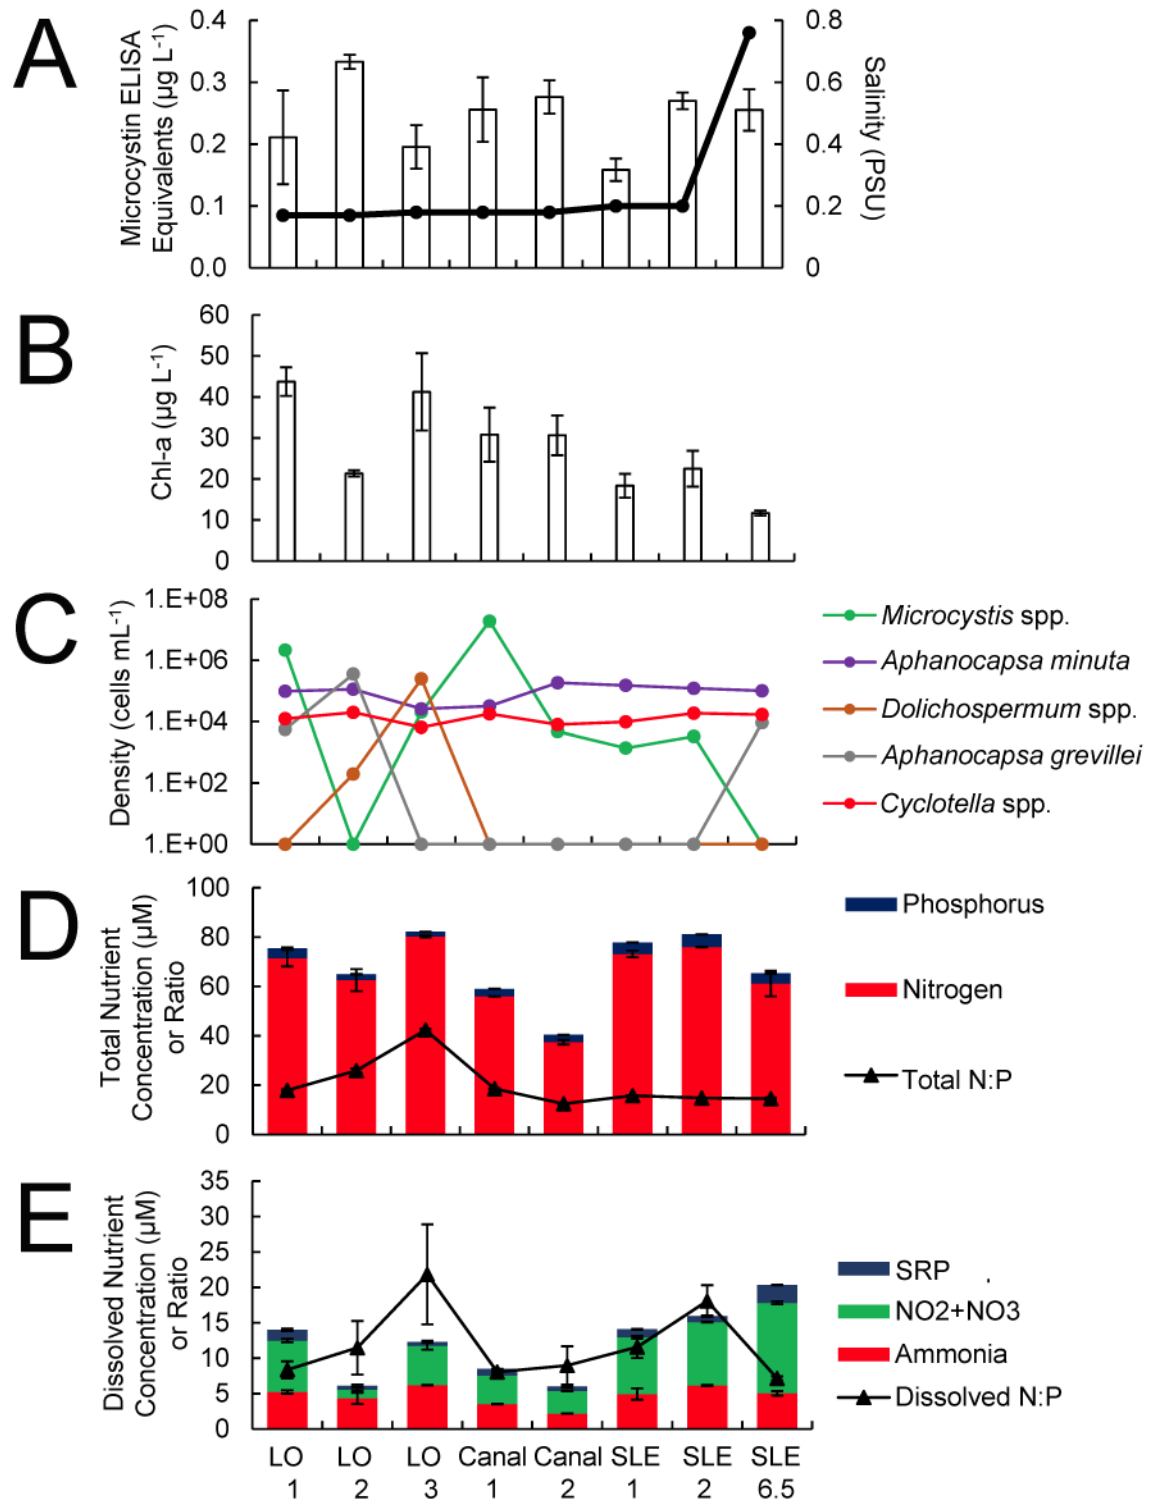 A
Microcystin ELISA
Equivalents (µg L-1)
0.4
0.3
0.2
0.1
0.0
0.8
0.6
0.4
0.2
0
Salinity (PSU)
B
Chl-a (µg L-1)
60
50
40
30
20
10
0
C
Density (cells mL-1)
1.E+08
1.E+06
1.E+04
1.E+02
1.E+00
Microcystis spp.
Aphanocapsa minuta
Dolichospermum spp.
Aphanocapsa grevillei
Cyclotella spp.
D
Total Nutrient
Concentration (µM)
or Ratio
100
80
60
40
20
0
Phosphorus
Nitrogen
Total N:P
E
Dissolved Nutrient
Concentration (µM)
or Ratio
35
30
25
20
15
10
5
0
SRP
NO2+NO3
Ammonia
Dissolved N:P
LO LO LO Canal Canal SLE SLE SLE
1 2 3 1 2 1 2 6.5